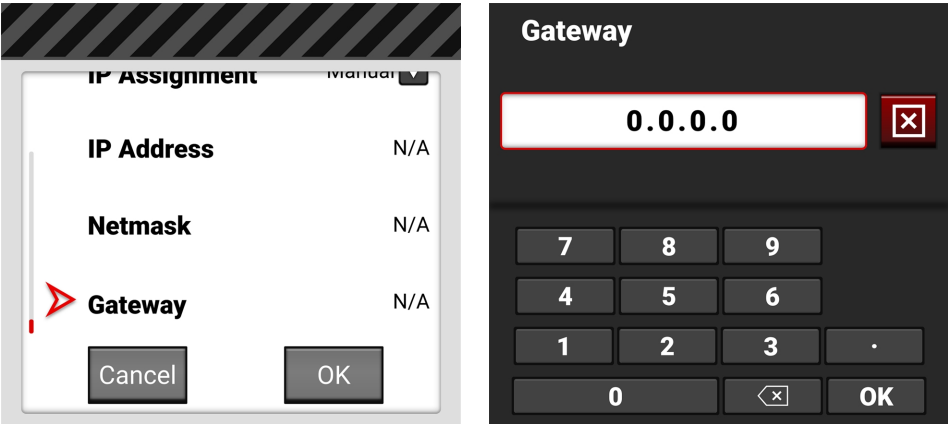 IP Assignment Manual
IP Address N/A
Netmask N/A
Gateway N/A
Cancel OK
Gateway
0.0.0.0
7 8 9
4 5 6
1 2 3 .
0 OK